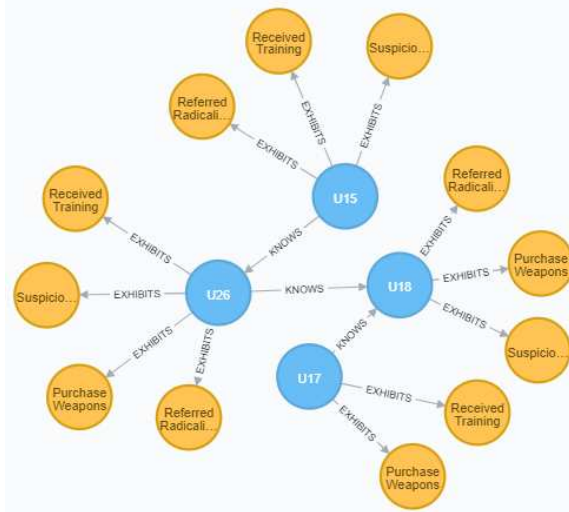 Received
Training
Suspicio...
Referred
Radicali...
EXHIBITS
EXHIBITS
EXHIBITS
U15
Referred
Radicali...
Received
Training
KNOWS
EXHIBITS
EXHIBITS
Purchase
Weapons
EXHIBITS
Suspicio...
EXHIBITS
U26
KNOWS
U18
EXHIBITS
Suspicio...
EXHIBITS
EXHIBITS
KNOWS
Purchase
Weapons
Referred
Radicali...
U17
EXHIBITS
Received
Training
EXHIBITS
Purchase
Weapons